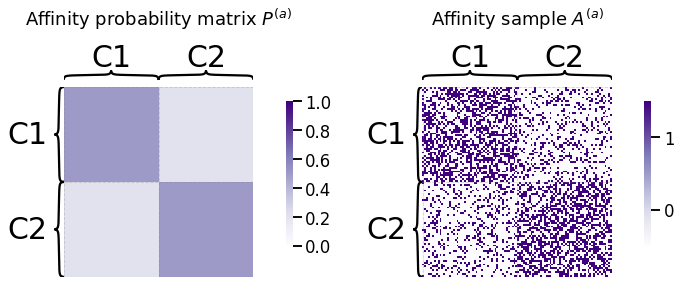 Affinity probability matrix P⁽ᵃ⁾
C1 C2
C1
C2
1.0
0.8
0.6
0.4
0.2
0.0
Affinity sample A⁽ᵃ⁾
C1 C2
C1
C2
1
0